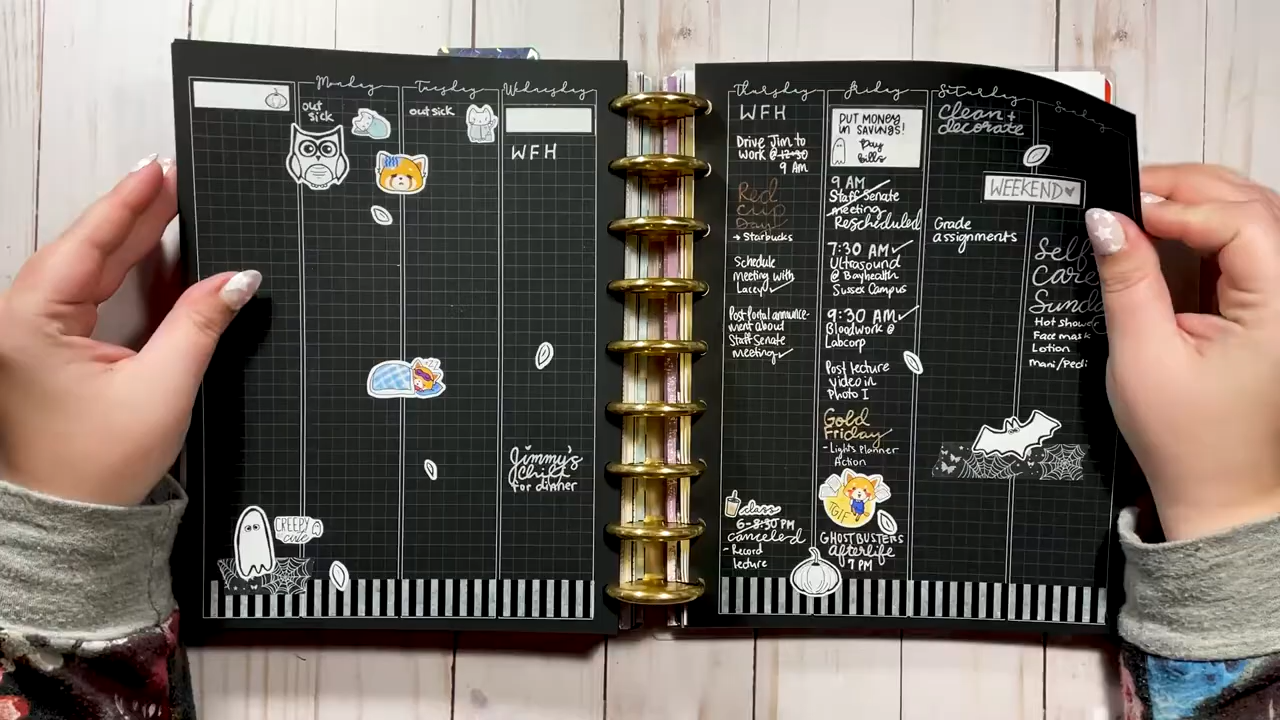 Monday
out
sick
CREEPY
cute
Tuesday
out sick
Wednesday
WFH
Jimmy's
Chili
for dinner
Thursday
WFH
Drive Jim to
Work @ 12:30
9 AM
Red
Cup
Day
→ Starbucks
Schedule
meeting with
Lacey
Post Portal announce-
ment about
Staff Senate
meeting
class
6-8:30 PM
canceled
- Record
lecture
Friday
PUT MONEY
IN SAVINGS!
Pay
Bills
9 AM
Staff Senate
meeting
Rescheduled
7:30 AM
Ultrasound
@ Bayhealth
Sussex Campus
9:30 AM
Bloodwork @
Labcorp
Post lecture
video in
Photo I
Gold
Friday
- Lights Planner
Action
TGIF
GHOSTBUSTERS
Afterlife
7 PM
Saturday
Clean +
decorate
WEEKEND
Grade
assignments
Sunday
Self
Care
Sunda
Hot showe
Face mask
Lotion
mani/pedi